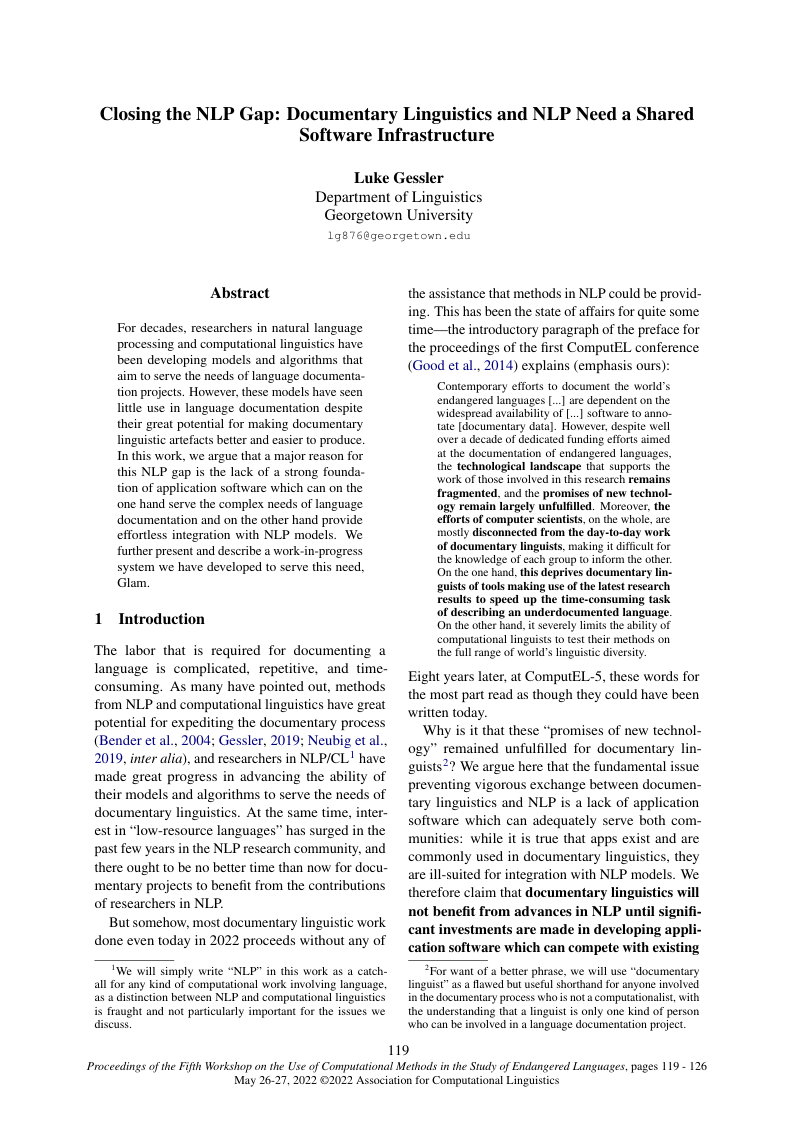 Closing the NLP Gap: Documentary Linguistics and NLP Need a Shared
Software Infrastructure
Luke Gessler
Department of Linguistics
Georgetown University
lg876@georgetown.edu
Abstract
For decades, researchers in natural language
processing and computational linguistics have
been developing models and algorithms that
aim to serve the needs of language documenta-
tion projects. However, these models have seen
little use in language documentation despite
their great potential for making documentary
linguistic artefacts better and easier to produce.
In this work, we argue that a major reason for
this NLP gap is the lack of a strong founda-
tion of application software which can on the
one hand serve the complex needs of language
documentation and on the other hand provide
effortless integration with NLP models. We
further present and describe a work-in-progress
system we have developed to serve this need,
Glam.
1 Introduction
The labor that is required for documenting a
language is complicated, repetitive, and time-
consuming. As many have pointed out, methods
from NLP and computational linguistics have great
potential for expediting the documentary process
(Bender et al., 2004; Gessler, 2019; Neubig et al.,
2019, inter alia), and researchers in NLP/CL1 have
made great progress in advancing the ability of
their models and algorithms to serve the needs of
documentary linguistics. At the same time, inter-
est in “low-resource languages” has surged in the
past few years in the NLP research community, and
there ought to be no better time than now for docu-
mentary projects to benefit from the contributions
of researchers in NLP.
But somehow, most documentary linguistic work
done even today in 2022 proceeds without any of
1We will simply write “NLP” in this work as a catch-
all for any kind of computational work involving language,
as a distinction between NLP and computational linguistics
is fraught and not particularly important for the issues we
discuss.
the assistance that methods in NLP could be provid-
ing. This has been the state of affairs for quite some
time—the introductory paragraph of the preface for
the proceedings of the first ComputEL conference
(Good et al., 2014) explains (emphasis ours):
Contemporary efforts to document the world’s
endangered languages [...] are dependent on the
widespread availability of [...] software to anno-
tate [documentary data]. However, despite well
over a decade of dedicated funding efforts aimed
at the documentation of endangered languages,
the technological landscape that supports the
work of those involved in this research remains
fragmented, and the promises of new technol-
ogy remain largely unfulfilled. Moreover, the
efforts of computer scientists, on the whole, are
mostly disconnected from the day-to-day work
of documentary linguists, making it difficult for
the knowledge of each group to inform the other.
On the one hand, this deprives documentary lin-
guists of tools making use of the latest research
results to speed up the time-consuming task
of describing an underdocumented language.
On the other hand, it severely limits the ability of
computational linguists to test their methods on
the full range of world’s linguistic diversity.
Eight years later, at ComputEL-5, these words for
the most part read as though they could have been
written today.
Why is it that these “promises of new technol-
ogy” remained unfulfilled for documentary lin-
guists2? We argue here that the fundamental issue
preventing vigorous exchange between documen-
tary linguistics and NLP is a lack of application
software which can adequately serve both com-
munities: while it is true that apps exist and are
commonly used in documentary linguistics, they
are ill-suited for integration with NLP models. We
therefore claim that documentary linguistics will
not benefit from advances in NLP until signifi-
cant investments are made in developing appli-
cation software which can compete with existing
2For want of a better phrase, we will use “documentary
linguist” as a flawed but useful shorthand for anyone involved
in the documentary process who is not a computationalist, with
the understanding that a linguist is only one kind of person
who can be involved in a language documentation project.
119
Proceedings of the Fifth Workshop on the Use of Computational Methods in the Study of Endangered Languages, pages 119 - 126
May 26-27, 2022 ©2022 Association for Computational Linguistics